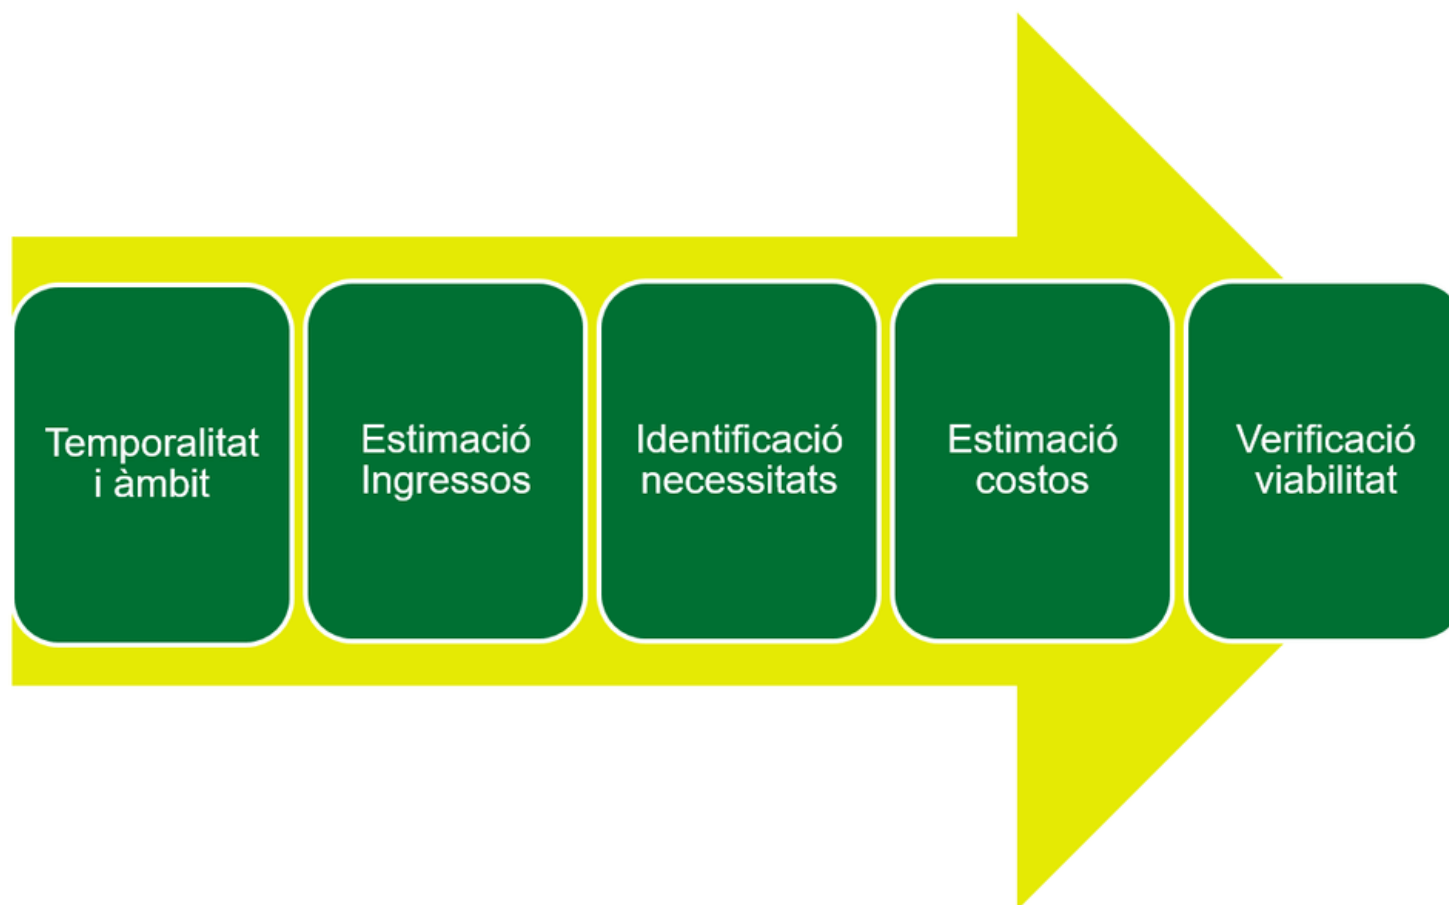 Temporalitat
i àmbit
Estimació
Ingressos
Identificació
necessitats
Estimació
costos
Verificació
viabilitat